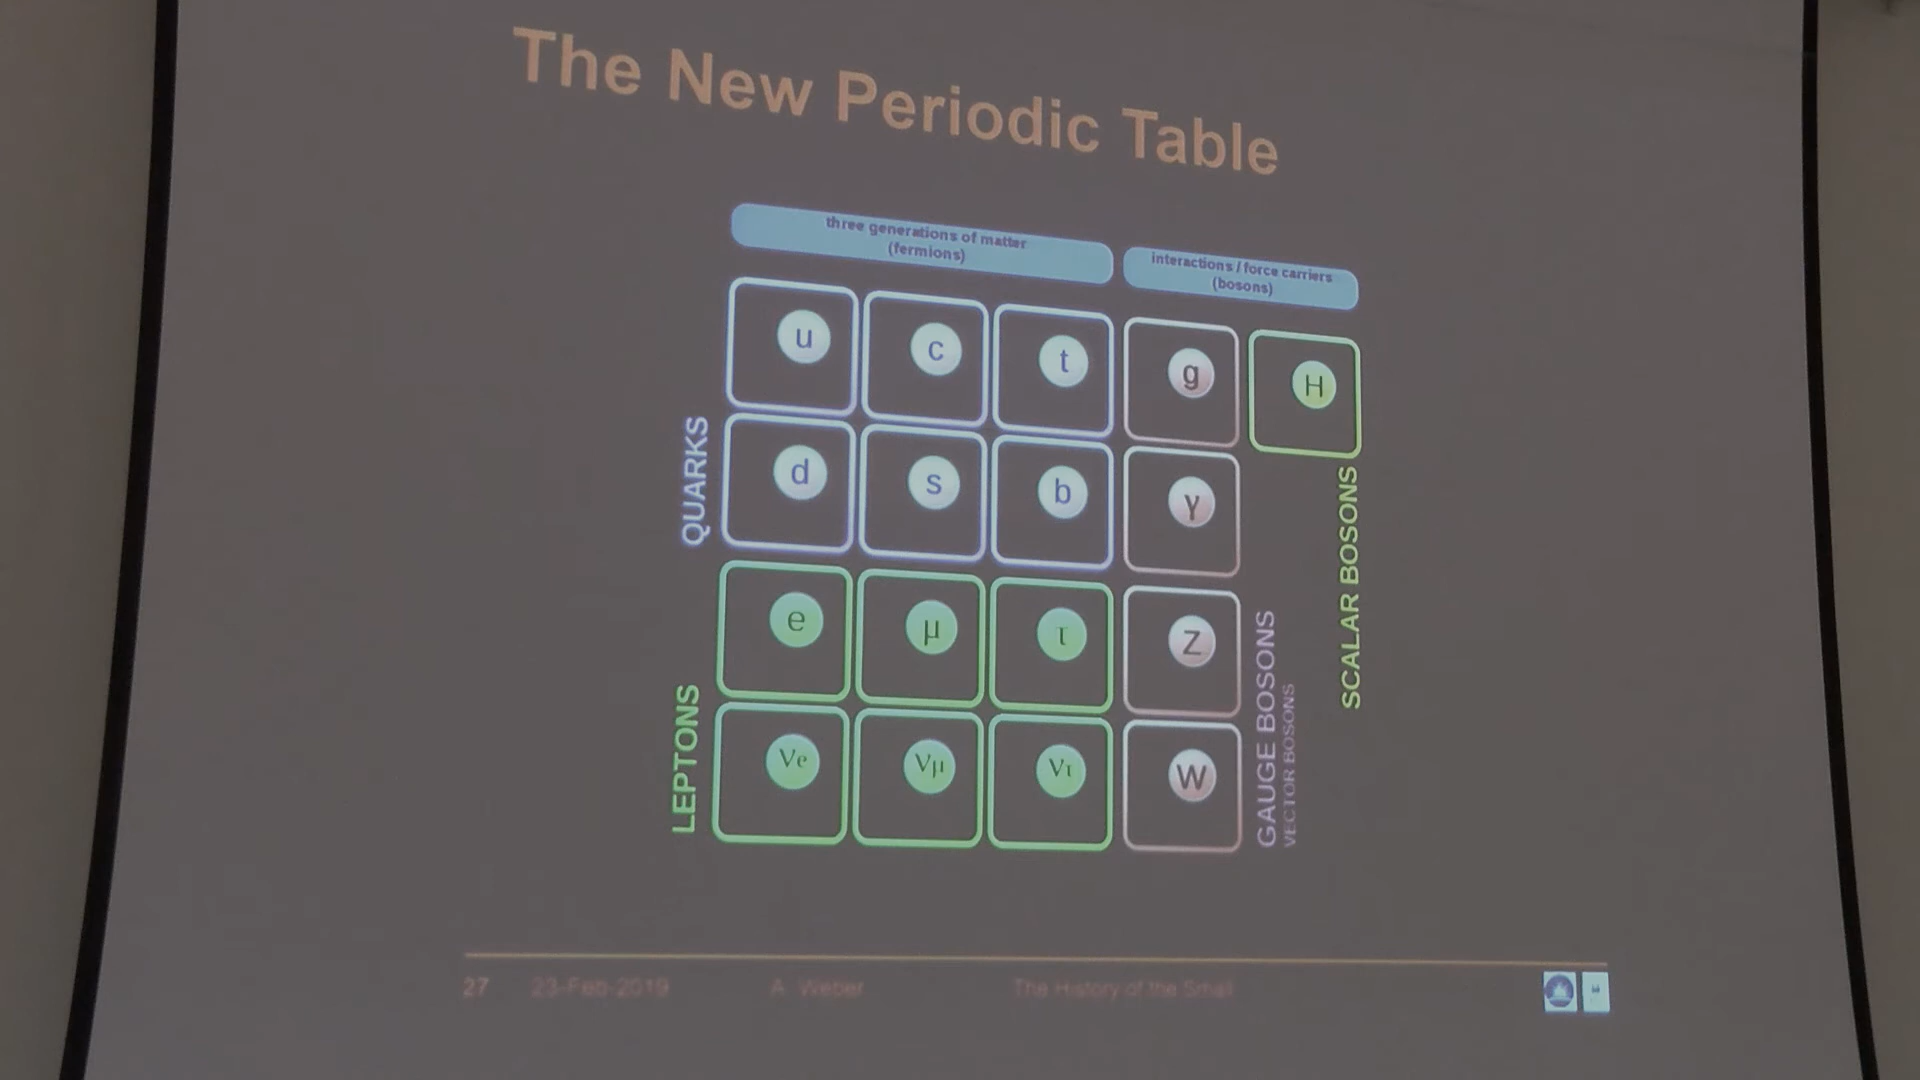 The New Periodic Table
three generations of matter
(fermions)
interactions / force carriers
(bosons)
u c t g H
d s b γ
QUARKS
e μ τ Z
νe νμ ντ W
LEPTONS
GAUGE BOSONS
VECTOR BOSONS
SCALAR BOSONS
27 23-Feb-2019 A. Weber The History of the Small